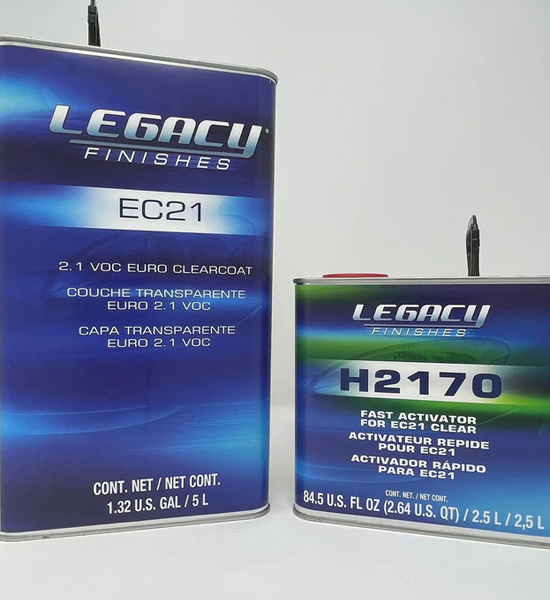 LEGACY®
FINISHES
EC21
2.1 VOC EURO CLEARCOAT
COUCHE TRANSPARENTE
EURO 2.1 VOC
CAPA TRANSPARENTE
EURO 2.1 VOC
CONT. NET / NET CONT.
1.32 U.S. GAL / 5 L
LEGACY
FINISHES
H2170
FAST ACTIVATOR
FOR EC21 CLEAR
ACTIVATEUR REPIDE
POUR EC21
ACTIVADOR RÁPIDO
PARA EC21
CONT. NET / NET CONT.
84.5 U.S. FL OZ (2.64 U.S. QT) / 2.5 L / 2,5 L